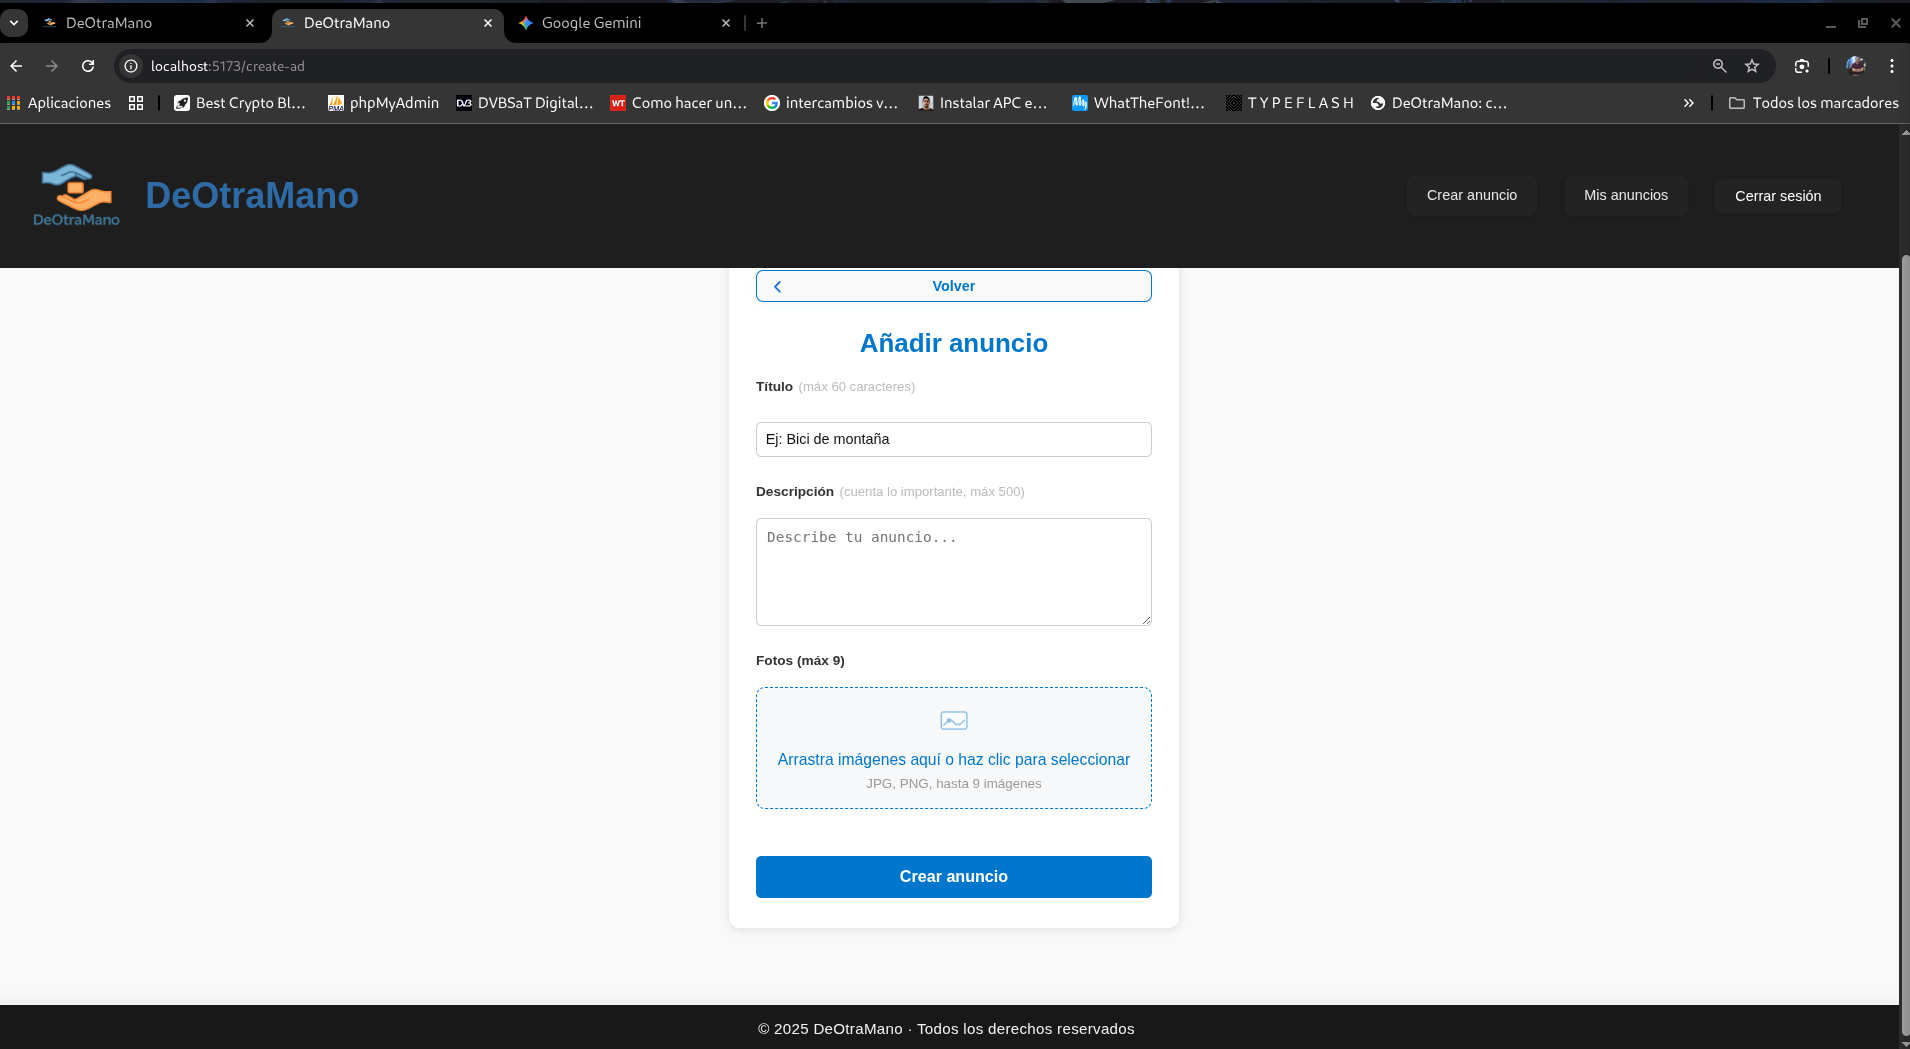 DeOtraMano
DeOtraMano
Google Gemini
localhost:5173/create-ad
Aplicaciones
Best Crypto Bl...
phpMyAdmin
DVBSaT Digital...
Como hacer un...
intercambios v...
Instalar APC e...
WhatTheFont!...
T Y P E F L A S H
DeOtraMano: c...
Todos los marcadores
DeOtraMano
DeOtraMano
Crear anuncio
Mis anuncios
Cerrar sesión
Volver
Añadir anuncio
Título (máx 60 caracteres)
Ej: Bici de montaña
Descripción (cuenta lo importante, máx 500)
Describe tu anuncio...
Fotos (máx 9)
Arrastra imágenes aquí o haz clic para seleccionar
JPG, PNG, hasta 9 imágenes
Crear anuncio
© 2025 DeOtraMano · Todos los derechos reservados